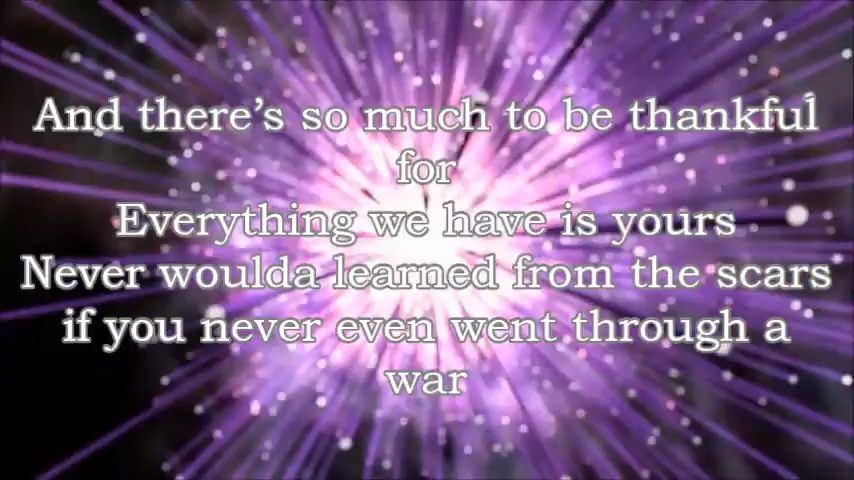 And there's so much to be thankful
for
Everything we have is yours
Never woulda learned from the scars
if you never even went through a
war